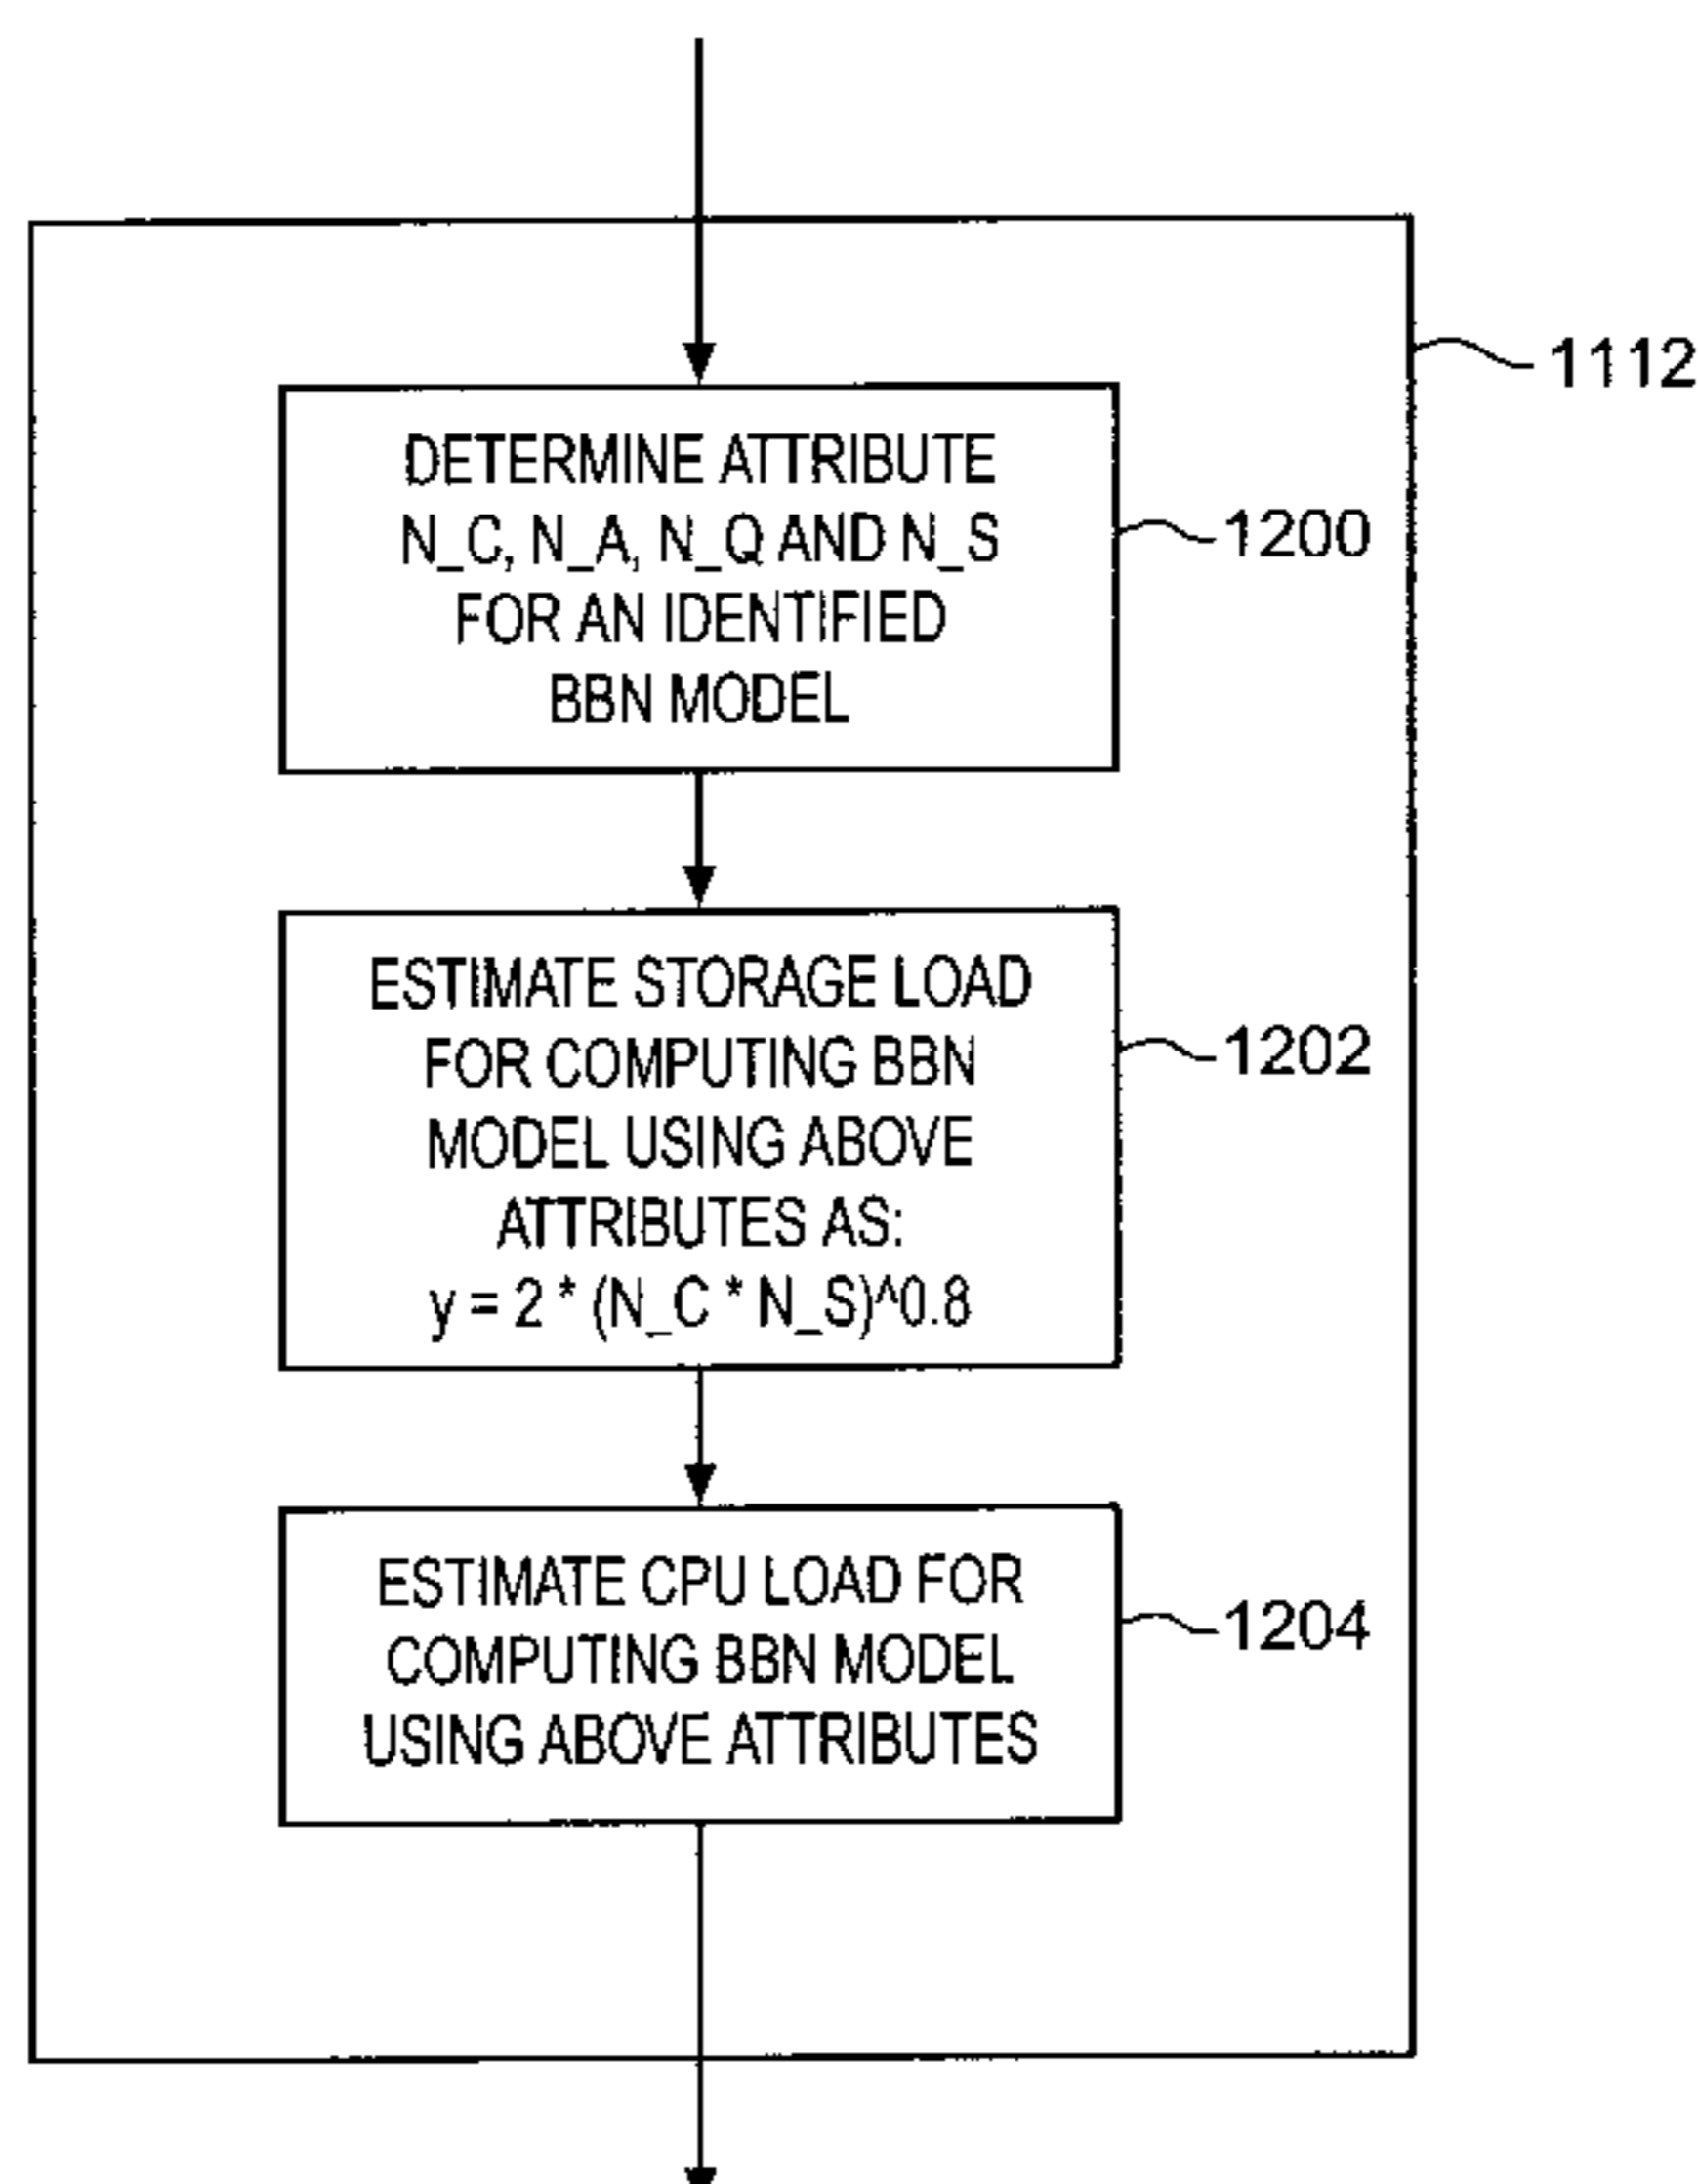 1112
DETERMINE ATTRIBUTE
N_C, N_A, N_Q AND N_S
FOR AN IDENTIFIED
BBN MODEL
1200
ESTIMATE STORAGE LOAD
FOR COMPUTING BBN
MODEL USING ABOVE
ATTRIBUTES AS:
y = 2 * (N_C * N_S)^0.8
1202
ESTIMATE CPU LOAD FOR
COMPUTING BBN MODEL
USING ABOVE ATTRIBUTES
1204